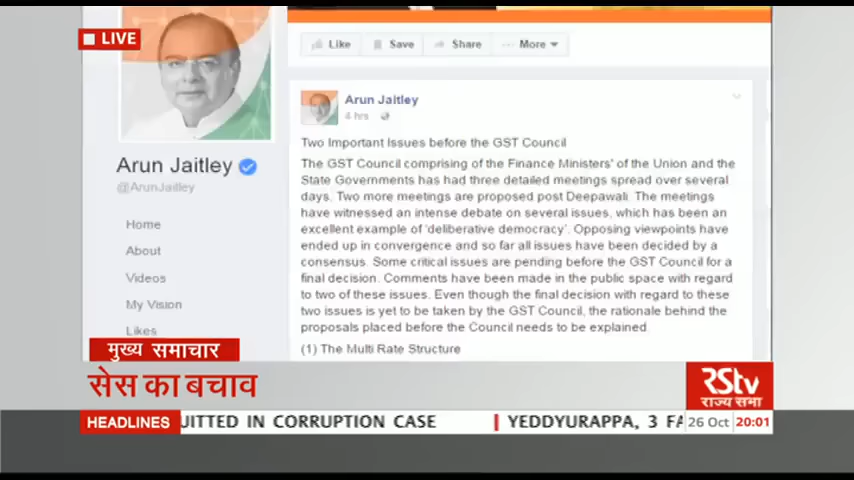 LIVE
Like Save Share More
Arun Jaitley
4 hrs
Two Important Issues before the GST Council
The GST Council comprising of the Finance Ministers' of the Union and the
State Governments has had three detailed meetings spread over several
days. Two more meetings are proposed post Deepawali. The meetings
have witnessed an intense debate on several issues, which has been an
excellent example of 'deliberative democracy'. Opposing viewpoints have
ended up in convergence and so far all issues have been decided by a
consensus. Some critical issues are pending before the GST Council for a
final decision. Comments have been made in the public space with regard
to two of these issues. Even though the final decision with regard to these
two issues is yet to be taken by the GST Council, the rationale behind the
proposals placed before the Council needs to be explained
(1) The Multi Rate Structure
Arun Jaitley
@ArunJaitley
Home
About
Videos
My Vision
Likes
मुख्य समाचार
सेस का बचाव
RStv
राज्य सभा
HEADLINES UITTED IN CORRUPTION CASE YEDDYURAPPA, 3 FA 26 Oct 20:01